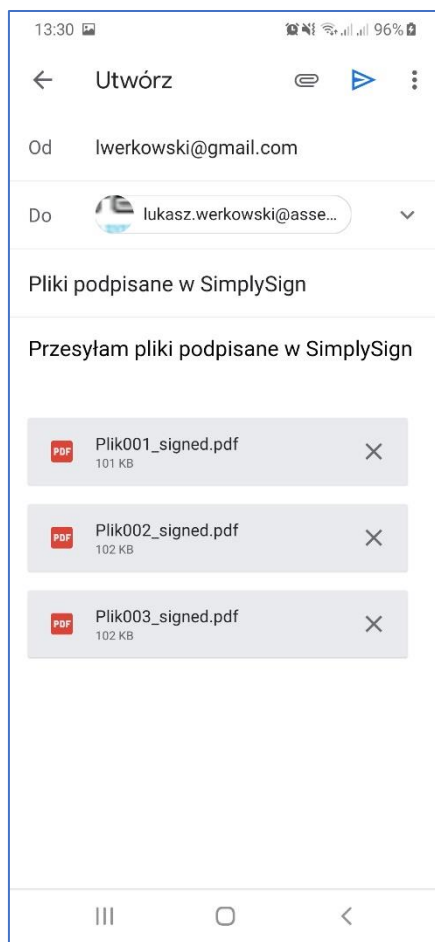 13:30 96%
Utwórz
Od lwerkowski@gmail.com
Do lukasz.werkowski@asse...
Pliki podpisane w SimplySign
Przesyłam pliki podpisane w SimplySign
PDF Plik001_signed.pdf
101 KB
PDF Plik002_signed.pdf
102 KB
PDF Plik003_signed.pdf
102 KB